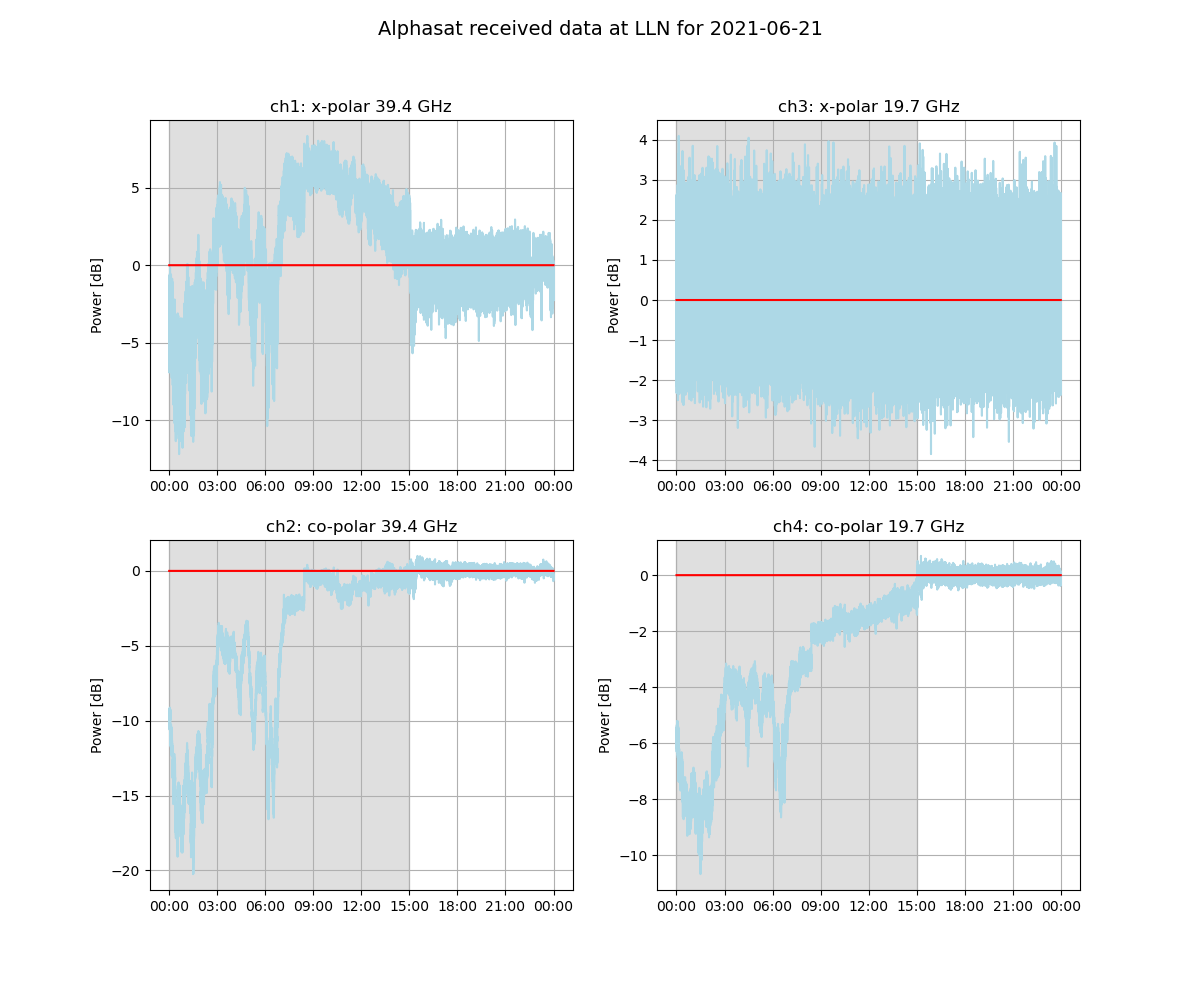 Alphasat received data at LLN for 2021-06-21
ch1: x-polar 39.4 GHz
Power [dB]
5
0
−5
−10
00:00 03:00 06:00 09:00 12:00 15:00 18:00 21:00 00:00
ch3: x-polar 19.7 GHz
Power [dB]
4
3
2
1
0
−1
−2
−3
−4
00:00 03:00 06:00 09:00 12:00 15:00 18:00 21:00 00:00
ch2: co-polar 39.4 GHz
Power [dB]
0
−5
−10
−15
−20
00:00 03:00 06:00 09:00 12:00 15:00 18:00 21:00 00:00
ch4: co-polar 19.7 GHz
Power [dB]
0
−2
−4
−6
−8
−10
00:00 03:00 06:00 09:00 12:00 15:00 18:00 21:00 00:00